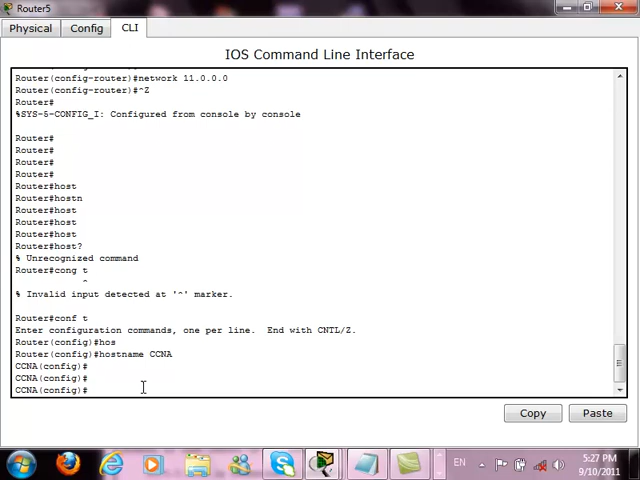 Router5
Physical Config CLI
IOS Command Line Interface
Router(config-router)#network 11.0.0.0
Router(config-router)#^Z
Router#
%SYS-5-CONFIG_I: Configured from console by console
Router#
Router#
Router#
Router#
Router#host
Router#hostn
Router#host
Router#host
Router#host
Router#host?
% Unrecognized command
Router#cong t
^
% Invalid input detected at '^' marker.
Router#conf t
Enter configuration commands, one per line.  End with CNTL/Z.
Router(config)#hos
Router(config)#hostname CCNA
CCNA(config)#
CCNA(config)#
CCNA(config)#
Copy Paste
EN
5:27 PM
9/10/2011